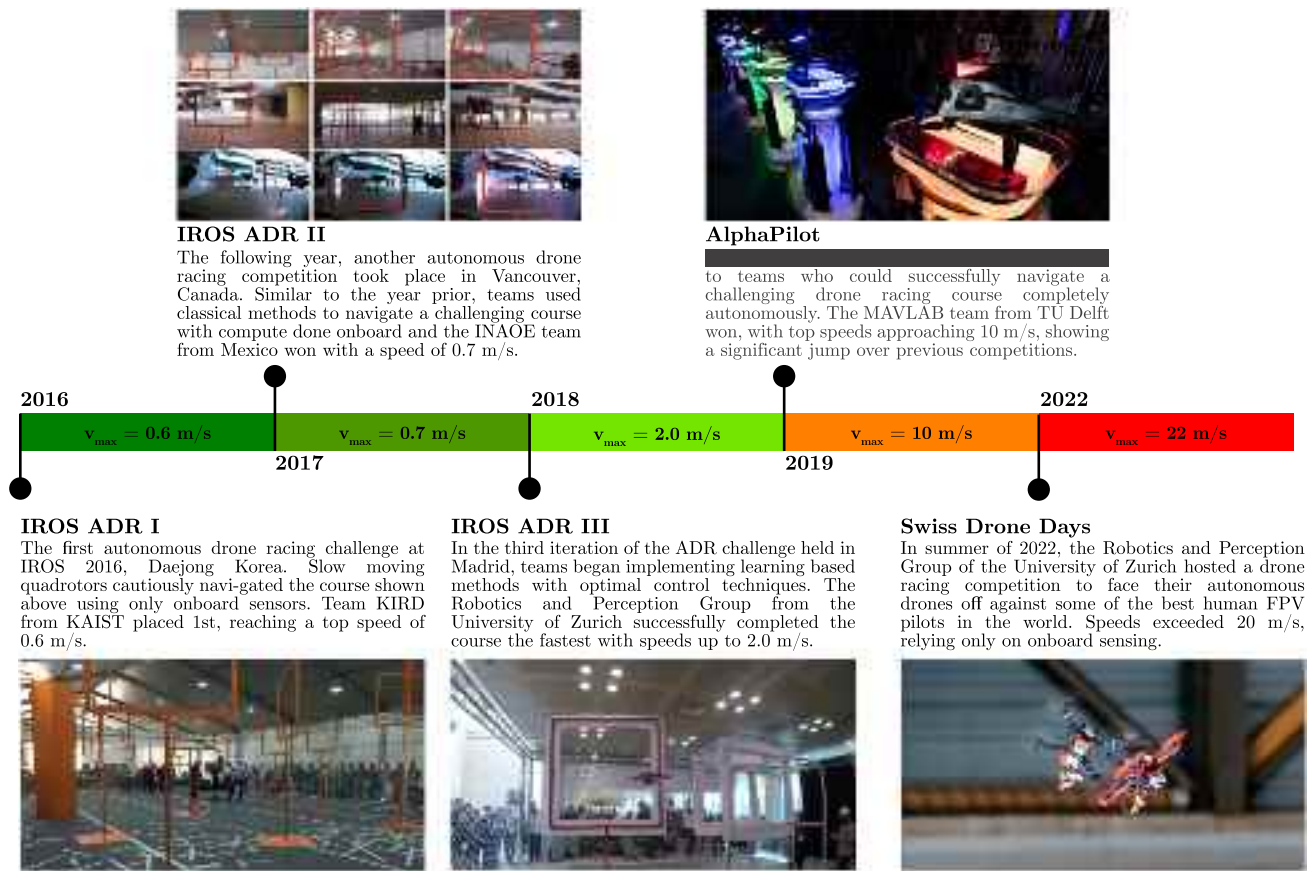 IROS ADR II
The following year, another autonomous drone
racing competition took place in Vancouver,
Canada. Similar to the year prior, teams used
classical methods to navigate a challenging course
with compute done onboard and the INAOE team
from Mexico won with a speed of 0.7 m/s.
AlphaPilot
to teams who could successfully navigate a
challenging drone racing course completely
autonomously. The MAVLAB team from TU Delft
won, with top speeds approaching 10 m/s, showing
a significant jump over previous competitions.
2016
2018
2022
vmax = 0.6 m/s
vmax = 0.7 m/s
vmax = 2.0 m/s
vmax = 10 m/s
vmax = 22 m/s
2017
2019
IROS ADR I
The first autonomous drone racing challenge at
IROS 2016, Daejong Korea. Slow moving
quadrotors cautiously navi-gated the course shown
above using only onboard sensors. Team KIRD
from KAIST placed 1st, reaching a top speed of
0.6 m/s.
IROS ADR III
In the third iteration of the ADR challenge held in
Madrid, teams began implementing learning based
methods with optimal control techniques. The
Robotics and Perception Group from the
University of Zurich successfully completed the
course the fastest with speeds up to 2.0 m/s.
Swiss Drone Days
In summer of 2022, the Robotics and Perception
Group of the University of Zurich hosted a drone
racing competition to face their autonomous
drones off against some of the best human FPV
pilots in the world. Speeds exceeded 20 m/s,
relying only on onboard sensing.